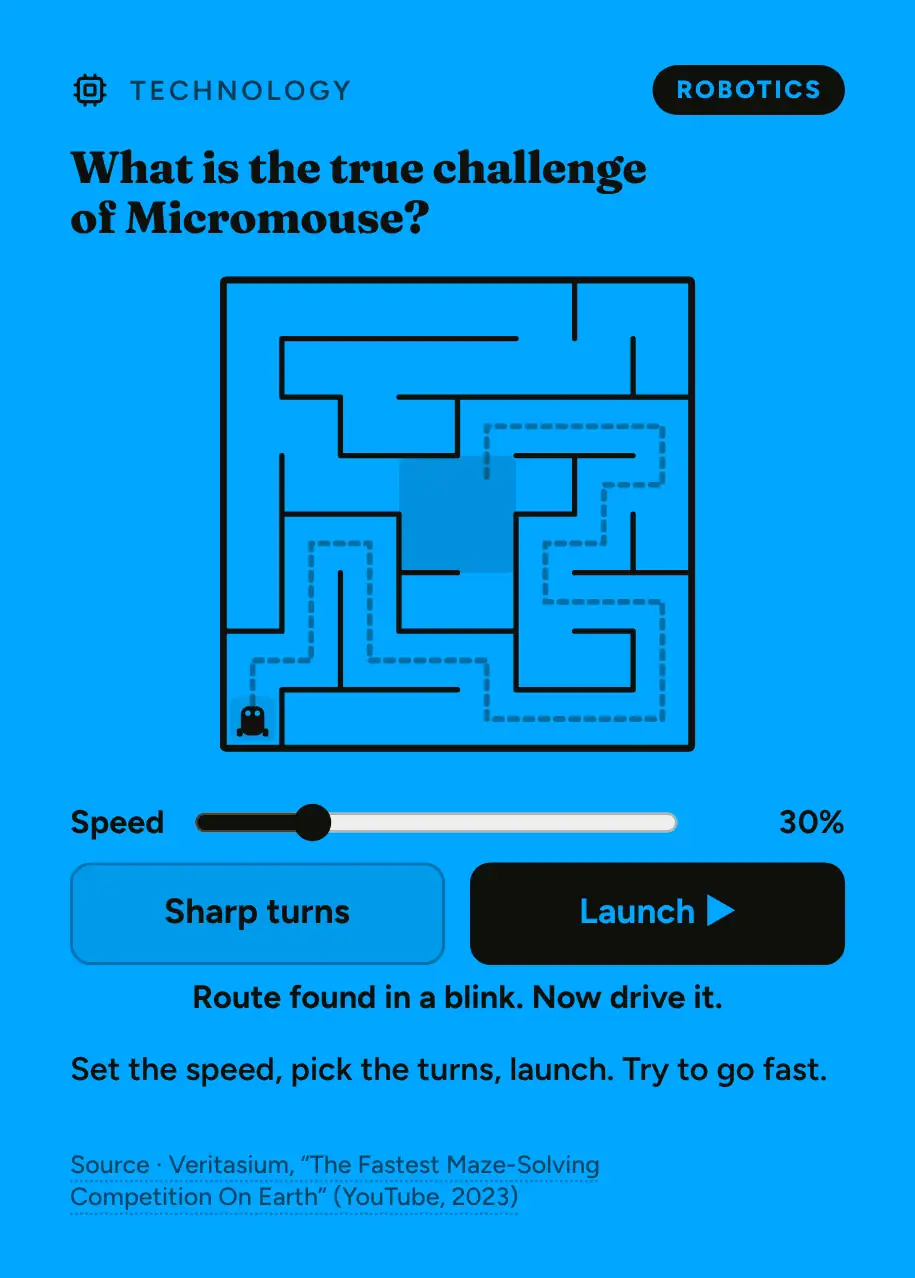 TECHNOLOGY
ROBOTICS
What is the true challenge
of Micromouse?
Speed
30%
Sharp turns
Launch ▶
Route found in a blink. Now drive it.
Set the speed, pick the turns, launch. Try to go fast.
Source · Veritasium, “The Fastest Maze-Solving
Competition On Earth” (YouTube, 2023)